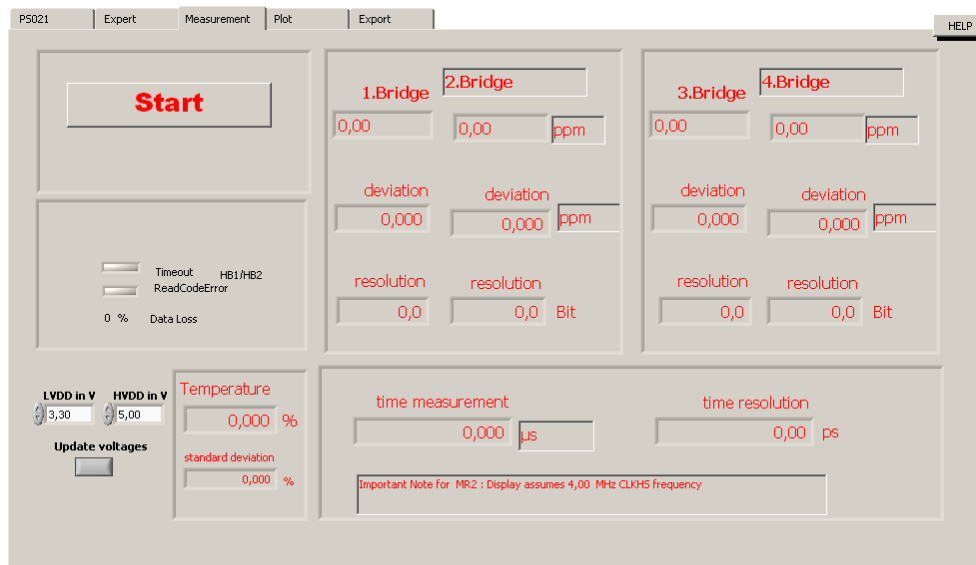 PS021 Expert Measurement Plot Export
HELP
Start
1.Bridge 2.Bridge
0,00 0,00 ppm
deviation deviation
0,000 0,000 ppm
resolution resolution
0,0 0,0 Bit
3.Bridge 4.Bridge
0,00 0,00 ppm
deviation deviation
0,000 0,000 ppm
resolution resolution
0,0 0,0 Bit
Timeout HB1/HB2
ReadCodeError
0 % Data Loss
LVDD in V HVDD in V
3,30 5,00
Update voltages
Temperature
0,000 %
standard deviation
0,000 %
time measurement time resolution
0,000 µs 0,00 ps
Important Note for MR2 : Display assumes 4,00 MHz CLKHS frequency